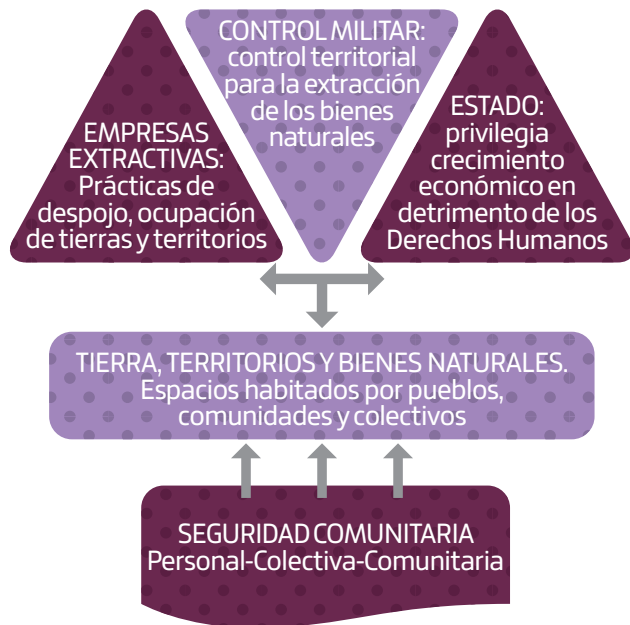 CONTROL MILITAR:
control territorial
para la extracción
de los bienes
naturales
EMPRESAS
EXTRACTIVAS:
Prácticas de
despojo, ocupación
de tierras y territorios
ESTADO:
privilegia
crecimiento
económico en
detrimento de los
Derechos Humanos
TIERRA, TERRITORIOS Y BIENES NATURALES.
Espacios habitados por pueblos,
comunidades y colectivos
SEGURIDAD COMUNITARIA
Personal-Colectiva-Comunitaria